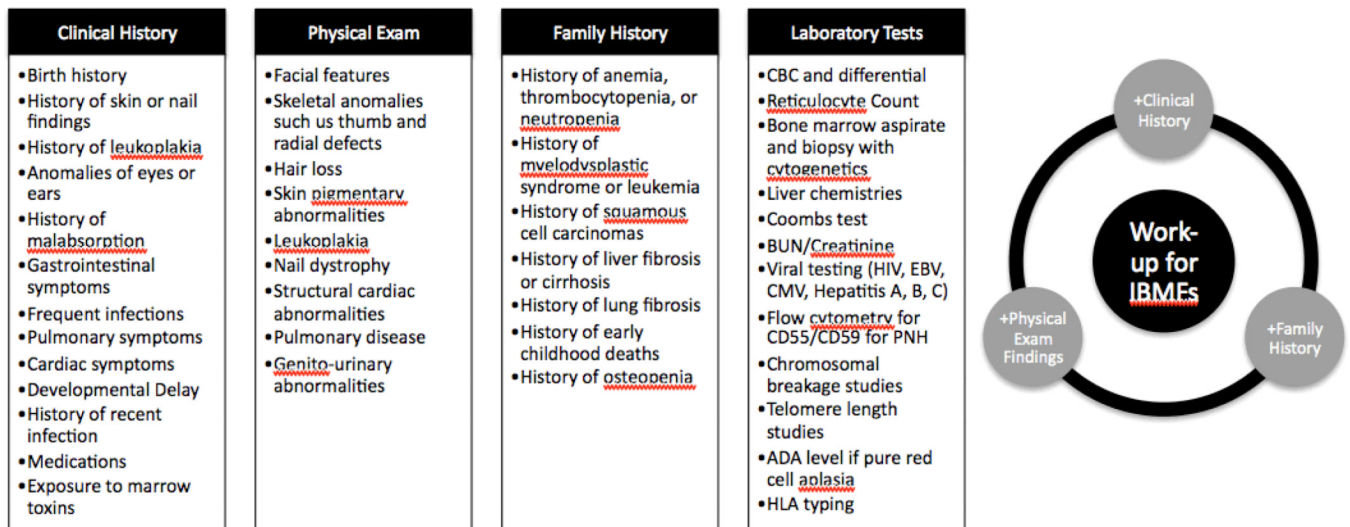 Clinical History
•Birth history
•History of skin or nail
findings
•History of leukoplakia
•Anomalies of eyes or
ears
•History of
malabsorption
•Gastrointestinal
symptoms
•Frequent infections
•Pulmonary symptoms
•Cardiac symptoms
•Developmental Delay
•History of recent
infection
•Medications
•Exposure to marrow
toxins
Physical Exam
•Facial features
•Skeletal anomalies
such us thumb and
radial defects
•Hair loss
•Skin pigmentary
abnormalities
•Leukoplakia
•Nail dystrophy
•Structural cardiac
abnormalities
•Pulmonary disease
•Genito-urinary
abnormalities
Family History
•History of anemia,
thrombocytopenia, or
neutropenia
•History of
myelodysplastic
syndrome or leukemia
•History of squamous
cell carcinomas
•History of liver fibrosis
or cirrhosis
•History of lung fibrosis
•History of early
childhood deaths
•History of osteopenia
Laboratory Tests
•CBC and differential
•Reticulocyte Count
•Bone marrow aspirate
and biopsy with
cytogenetics
•Liver chemistries
•Coombs test
•BUN/Creatinine
•Viral testing (HIV, EBV,
CMV, Hepatitis A, B, C)
•Flow cytometry for
CD55/CD59 for PNH
•Chromosomal
breakage studies
•Telomere length
studies
•ADA level if pure red
cell aplasia
•HLA typing
+Clinical
History
Work-
up for
IBMFs
+Physical
Exam
Findings
+Family
History